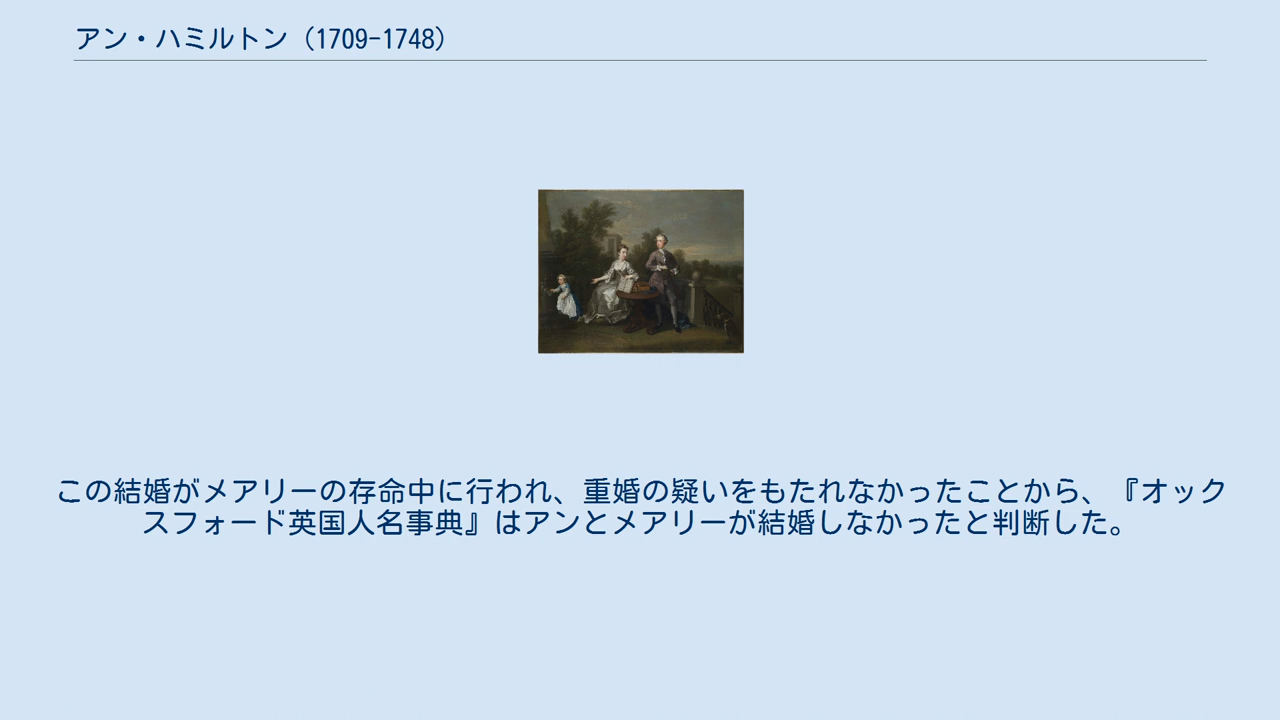 アン・ハミルトン（1709-1748）
この結婚がメアリーの存命中に行われ、重婚の疑いをもたれなかったことから、『オック
スフォード英国人名事典』はアンとメアリーが結婚しなかったと判断した。